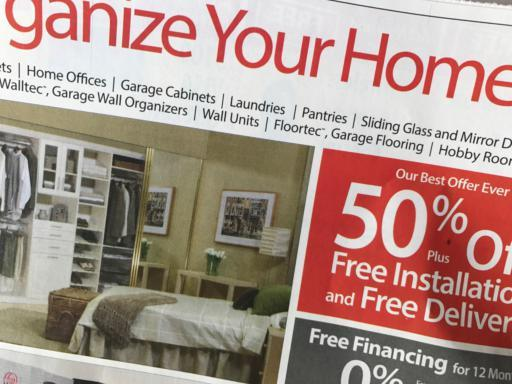 ganize Your Home
ets | Home Offices | Garage Cabinets | Laundries | Pantries | Sliding Glass and Mirror D
Walltec, Garage Wall Organizers | Wall Units | Floortec, Garage Flooring | Hobby Room
Our Best Offer Ever
50% Of
Plus
Free Installatio
and Free Deliver
Free Financing for 12 Mon
0%